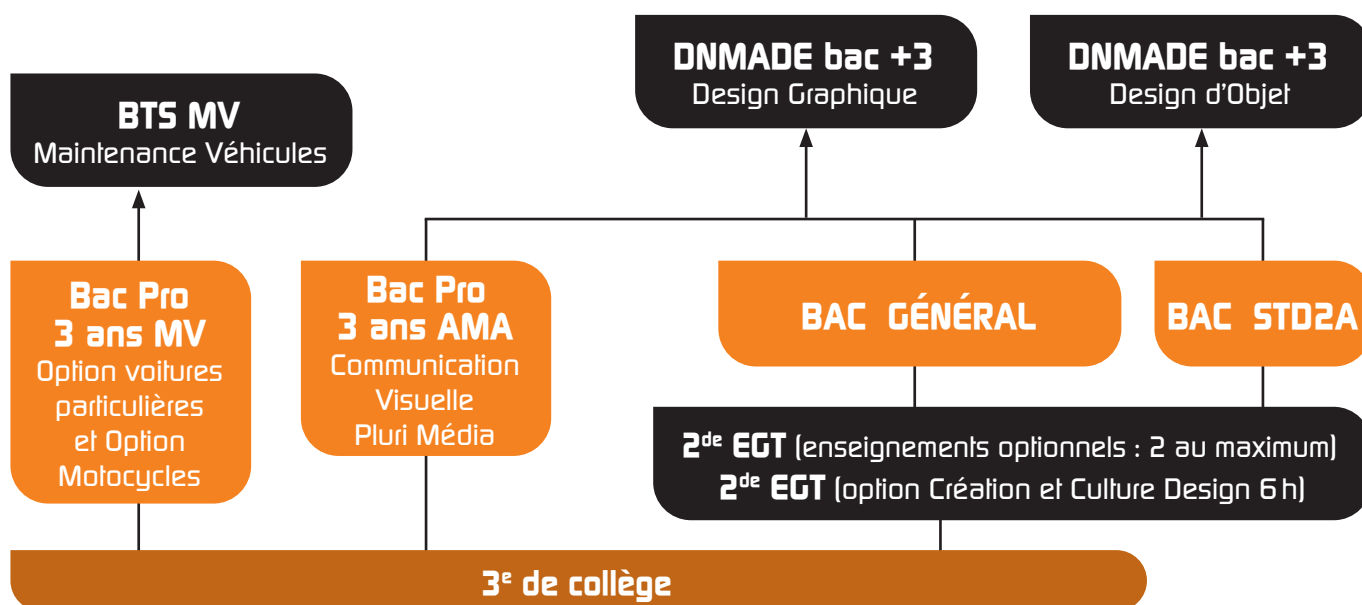 DNMADE bac +3
Design Graphique
DNMADE bac +3
Design d'Objet
BTS MV
Maintenance Véhicules
Bac Pro
3 ans MV
Option voitures
particulières
et Option
Motocycles
Bac Pro
3 ans AMA
Communication
Visuelle
Pluri Média
BAC GÉNÉRAL
BAC STD2A
2de EGT (enseignements optionnels : 2 au maximum)
2de EGT (option Création et Culture Design 6 h)
3e de collège